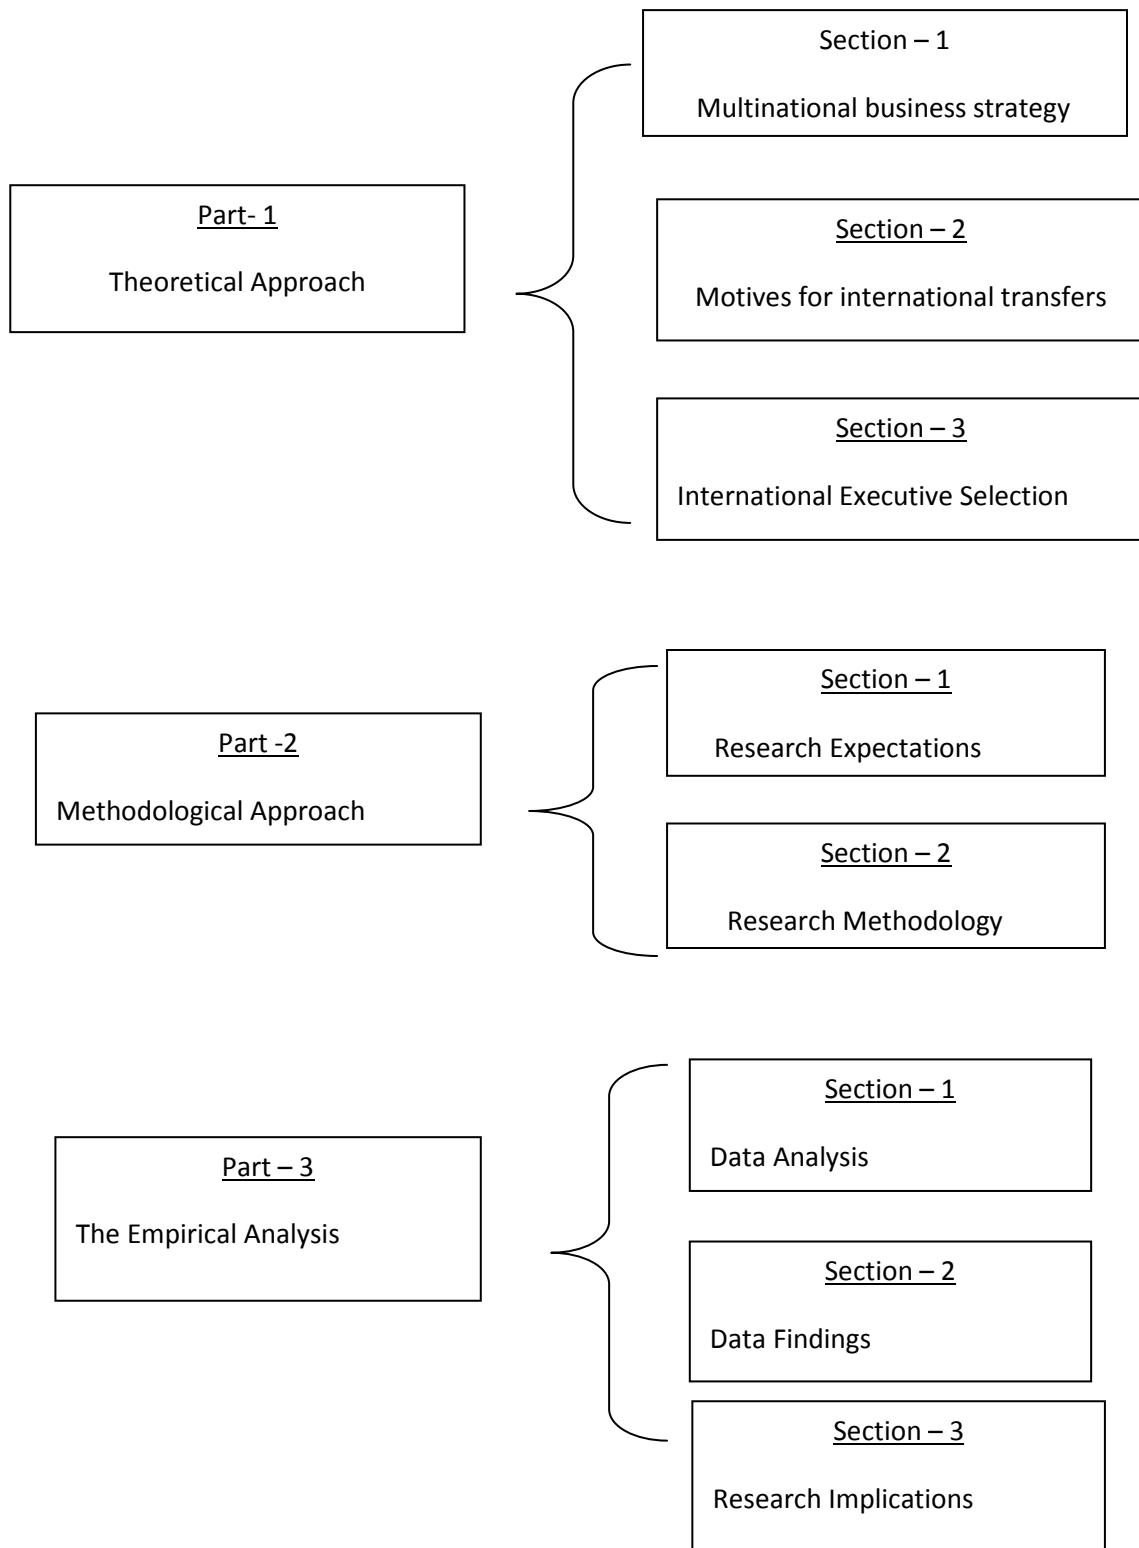 Part- 1
Theoretical Approach
Section – 1
Multinational business strategy
Section – 2
Motives for international transfers
Section – 3
International Executive Selection
Part -2
Methodological Approach
Section – 1
Research Expectations
Section – 2
Research Methodology
Part – 3
The Empirical Analysis
Section – 1
Data Analysis
Section – 2
Data Findings
Section – 3
Research Implications